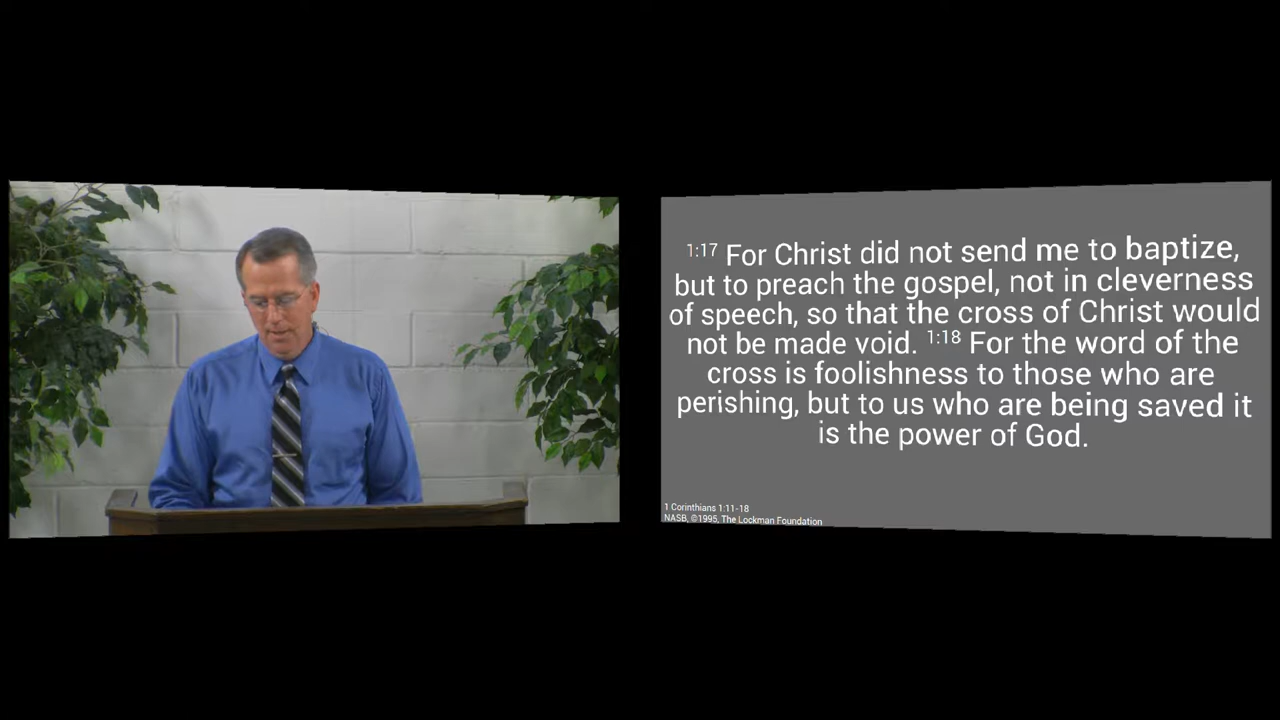 1:17 For Christ did not send me to baptize,
but to preach the gospel, not in cleverness
of speech, so that the cross of Christ would
not be made void. 1:18 For the word of the
cross is foolishness to those who are
perishing, but to us who are being saved it
is the power of God.
1 Corinthians 1:11-18
NASB, ©1995, The Lockman Foundation